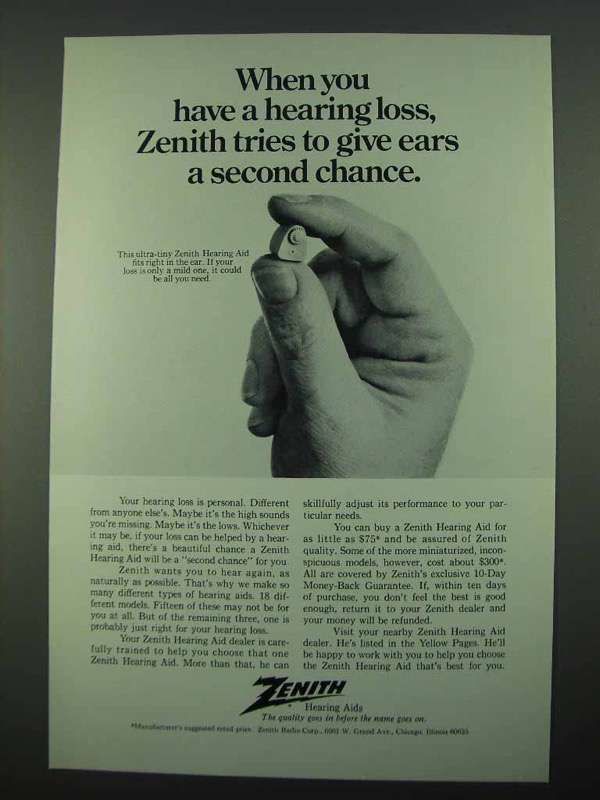 When you
have a hearing loss,
Zenith tries to give ears
a second chance.
This ultra-tiny Zenith Hearing Aid
fits right in the ear. If your
loss is only a mild one, it could
be all you need.
Your hearing loss is personal. Different
from anyone else's. Maybe it's the high sounds
you're missing. Maybe it's the lows. Whichever
it may be, if your loss can be helped by a hear-
ing aid, there's a beautiful chance a Zenith
Hearing Aid will be a "second chance" for you.
Zenith wants you to hear again, as
naturally as possible. That's why we make so
many different types of hearing aids. 18 dif-
ferent models. Fifteen of these may not be for
you at all. But of the remaining three, one is
probably just right for your hearing loss.
Your Zenith Hearing Aid dealer is care-
fully trained to help you choose that one
Zenith Hearing Aid. More than that, he can
skillfully adjust its performance to your par-
ticular needs.
You can buy a Zenith Hearing Aid for
as little as $75* and be assured of Zenith
quality. Some of the more miniaturized, incon-
spicuous models, however, cost about $300*.
All are covered by Zenith's exclusive 10-Day
Money-Back Guarantee. If, within ten days
of purchase, you don't feel the best is good
enough, return it to your Zenith dealer and
your money will be refunded.
Visit your nearby Zenith Hearing Aid
dealer. He's listed in the Yellow Pages. He'll
be happy to work with you to help you choose
the Zenith Hearing Aid that's best for you.
ZENITH
Hearing Aids
The quality goes in before the name goes on.
*Manufacturer's suggested retail price. Zenith Radio Corp., 6501 W. Grand Ave., Chicago, Illinois 60635